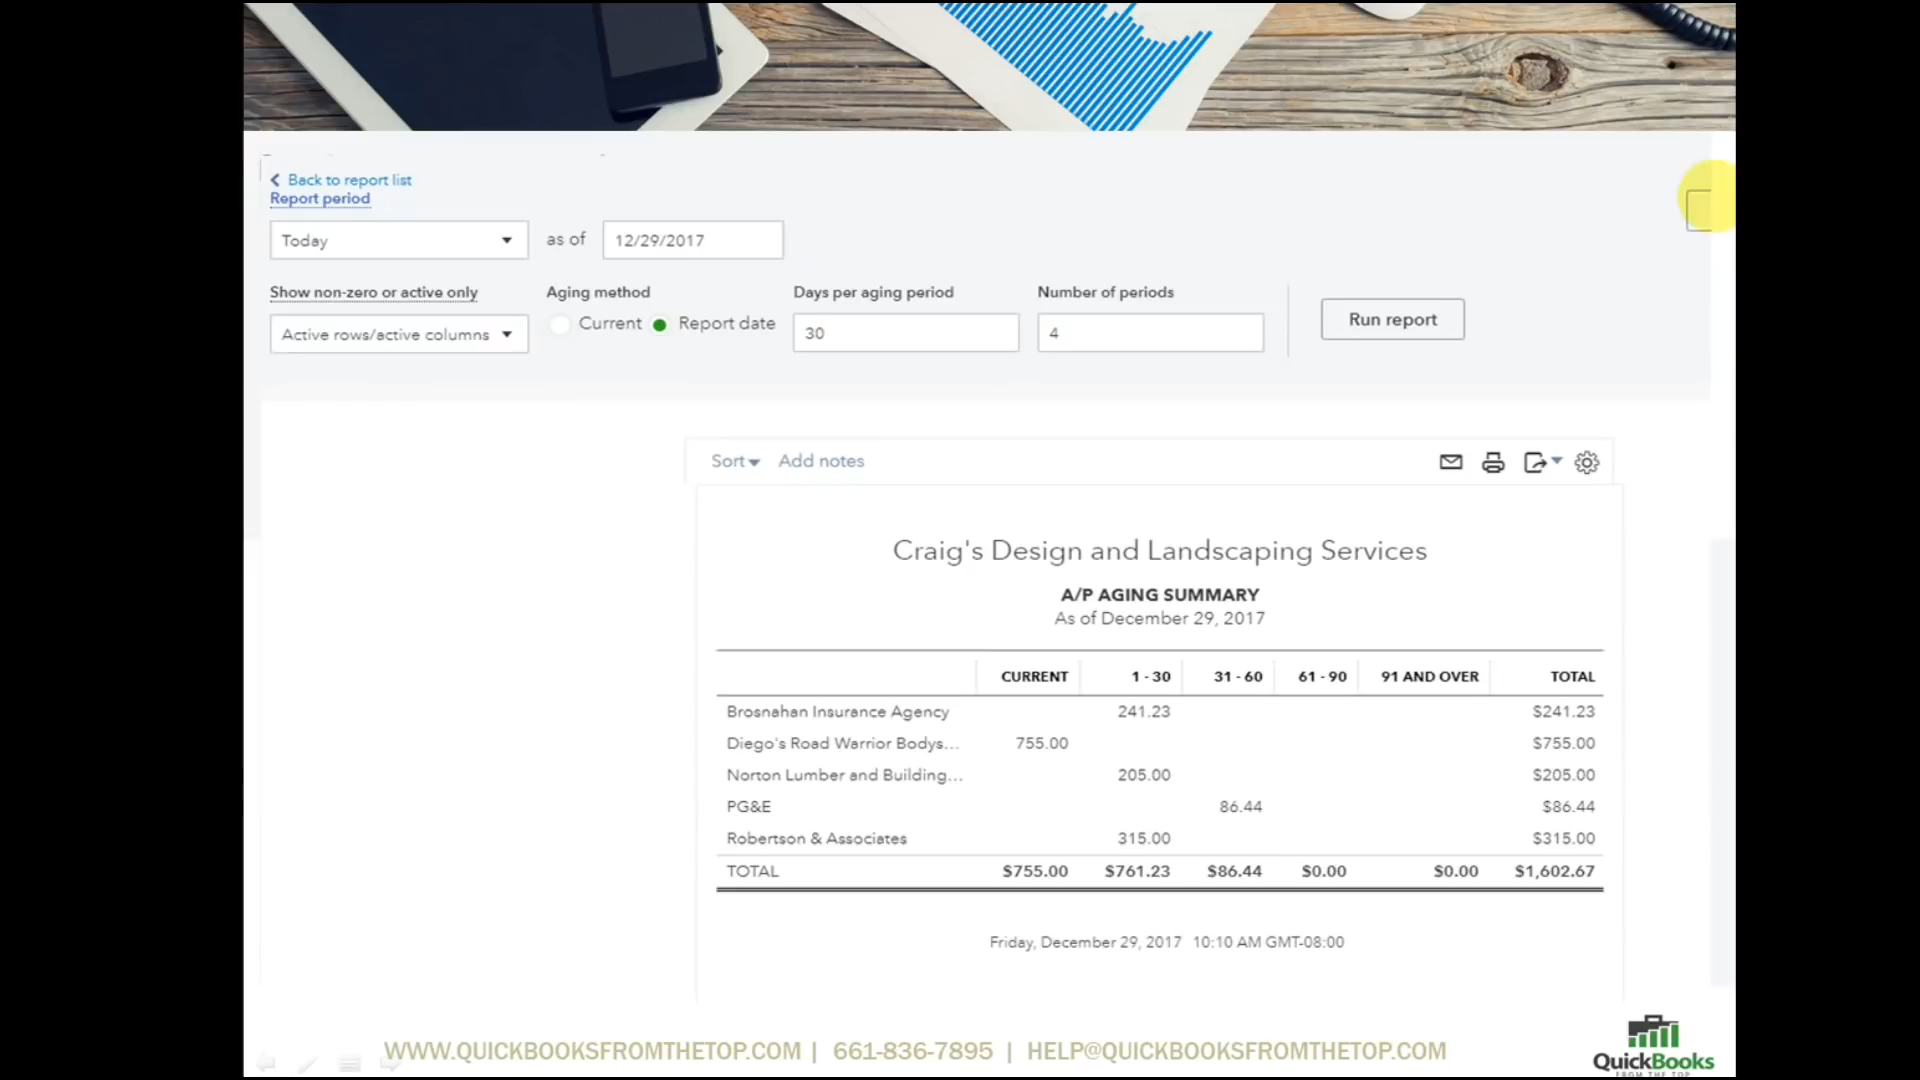 Back to report list
Report period
Today as of 12/29/2017
Show non-zero or active only Aging method Days per aging period Number of periods
Active rows/active columns Current Report date 30 4 Run report
Sort Add notes
Craig's Design and Landscaping Services
A/P AGING SUMMARY
As of December 29, 2017
CURRENT 1 - 30 31 - 60 61 - 90 91 AND OVER TOTAL
Brosnahan Insurance Agency 241.23 $241.23
Diego's Road Warrior Bodys... 755.00 $755.00
Norton Lumber and Building... 205.00 $205.00
PG&E 86.44 $86.44
Robertson & Associates 315.00 $315.00
TOTAL $755.00 $761.23 $86.44 $0.00 $0.00 $1,602.67
Friday, December 29, 2017 10:10 AM GMT-08:00
WWW.QUICKBOOKSFROMTHETOP.COM | 661-836-7895 | HELP@QUICKBOOKSFROMTHETOP.COM
QuickBooks
FROM THE TOP